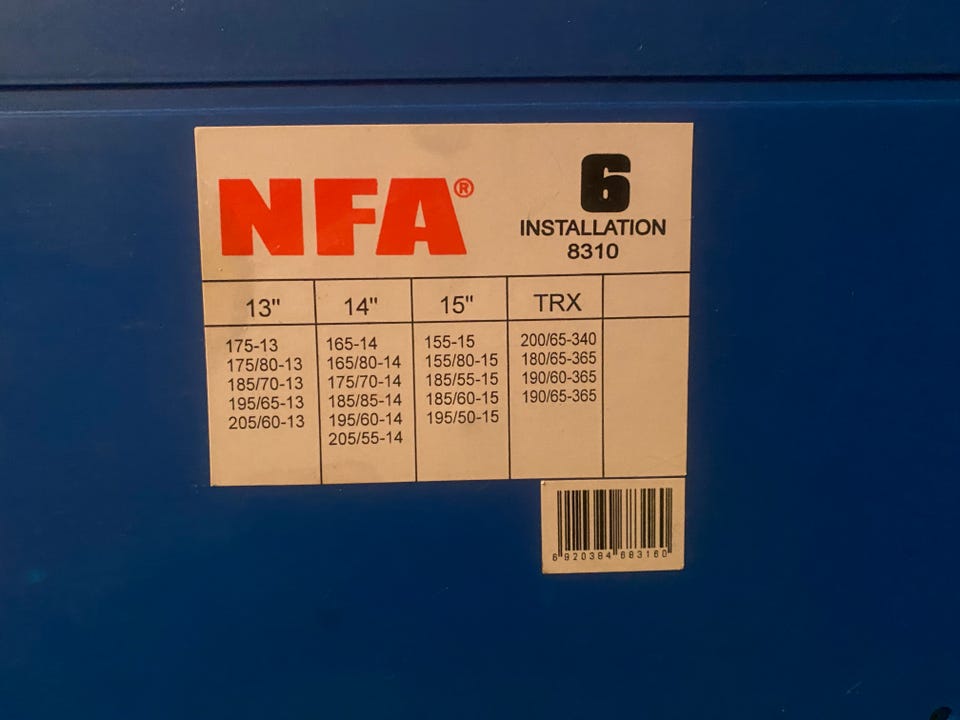 NFA®
6
INSTALLATION
8310
13" 14" 15" TRX
175-13 165-14 155-15 200/65-340
175/80-13 165/80-14 155/80-15 180/65-365
185/70-13 175/70-14 185/55-15 190/60-365
195/65-13 185/85-14 185/60-15 190/65-365
205/60-13 195/60-14 195/50-15
205/55-14
6 920384 683160